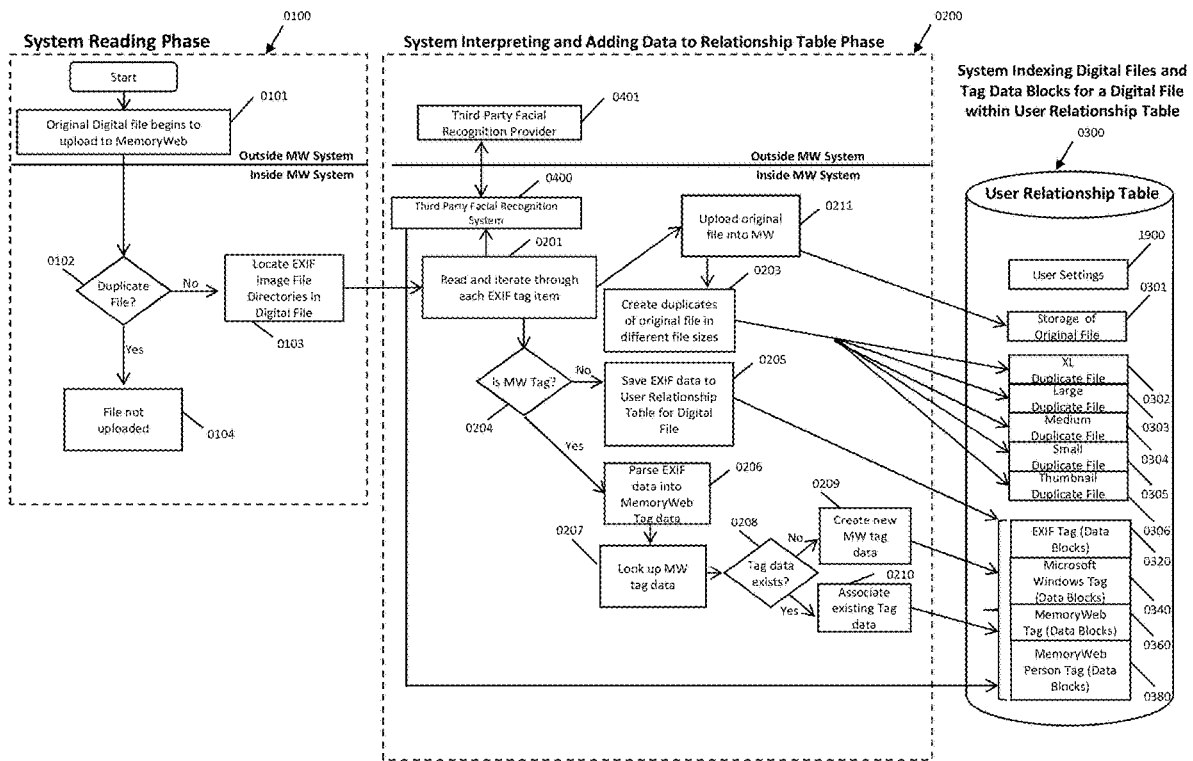 0100
0200
System Reading Phase
System Interpreting and Adding Data to Relationship Table Phase
System Indexing Digital Files and
Tag Data Blocks for a Digital File
within User Relationship Table
0300
Start
0101
Original Digital file begins to
upload to MemoryWeb
Outside MW System
Inside MW System
0102
Duplicate
File?
No
Locate EXIF
Image File
Directories in
Digital File
0103
Yes
File not
uploaded
0104
Third Party Facial
Recognition Provider
0401
Outside MW System
Inside MW System
0400
Third Party Facial Recognition
System
0201
Read and iterate through
each EXIF tag item
Upload original
file into MW
0211
0203
Create duplicates
of original file in
different file sizes
Is MW Tag?
0204
No
0205
Save EXIF data to
User Relationship
Table for Digital
File
Yes
Parse EXIF
data into
MemoryWeb
Tag data
0206
0207
Look up MW
tag data
0208
Tag data
exists?
No
0209
Create new
MW tag
data
Yes
0210
Associate
existing Tag
data
User Relationship Table
1900
User Settings
0301
Storage of
Original File
XL
Duplicate File
0302
Large
Duplicate File
0303
Medium
Duplicate File
0304
Small
Duplicate File
0305
Thumbnail
Duplicate File
0306
EXIF Tag (Data
Blocks)
0320
Microsoft
Windows Tag
(Data Blocks)
0340
MemoryWeb
Tag (Data Blocks)
0360
MemoryWeb
Person Tag (Data
Blocks)
0380